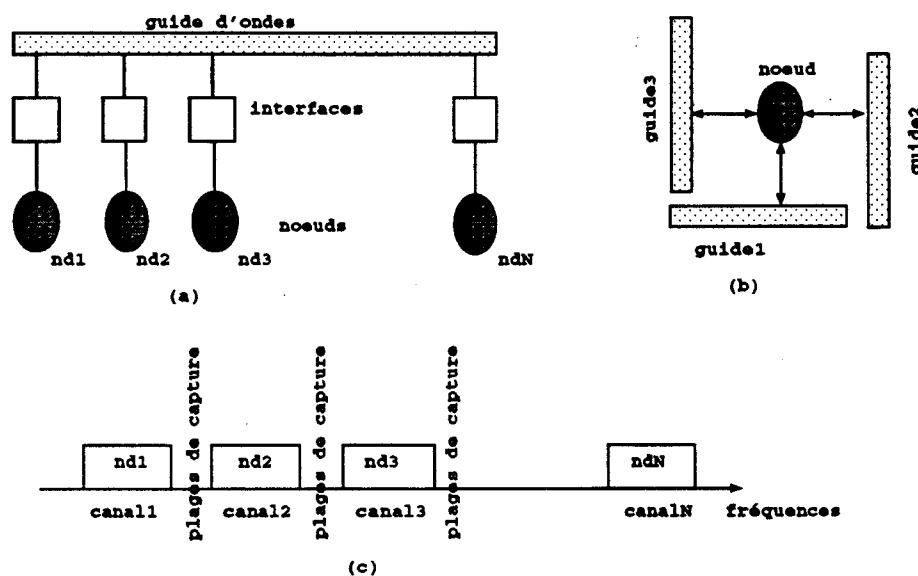 guide d'ondes
interfaces
noeuds
nd1
nd2
nd3
ndN
(a)
noeud
guide3
guide2
guide1
(b)
plages de capture
plages de capture
plages de capture
nd1
nd2
nd3
ndN
canal1
canal2
canal3
canalN
fréquences
(c)